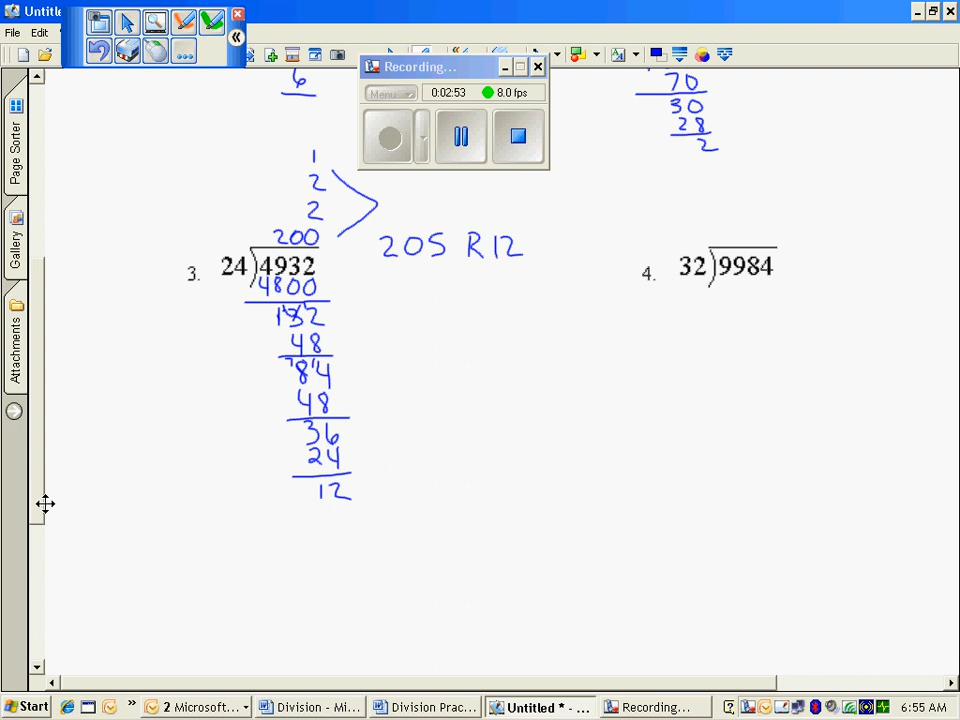 Untitle
File
Edit
Recording...
Menu
0:02:53
8.0 fps
Page Sorter
Gallery
Attachments
6
70
30
28
2
1
2
2
200
205 R12
3. 24)4932
4800
132
48
84
48
36
24
12
4. 32)9984
Start
2 Microsoft...
Division - Mi...
Division Prac...
Untitled * - ...
Recording...
6:55 AM